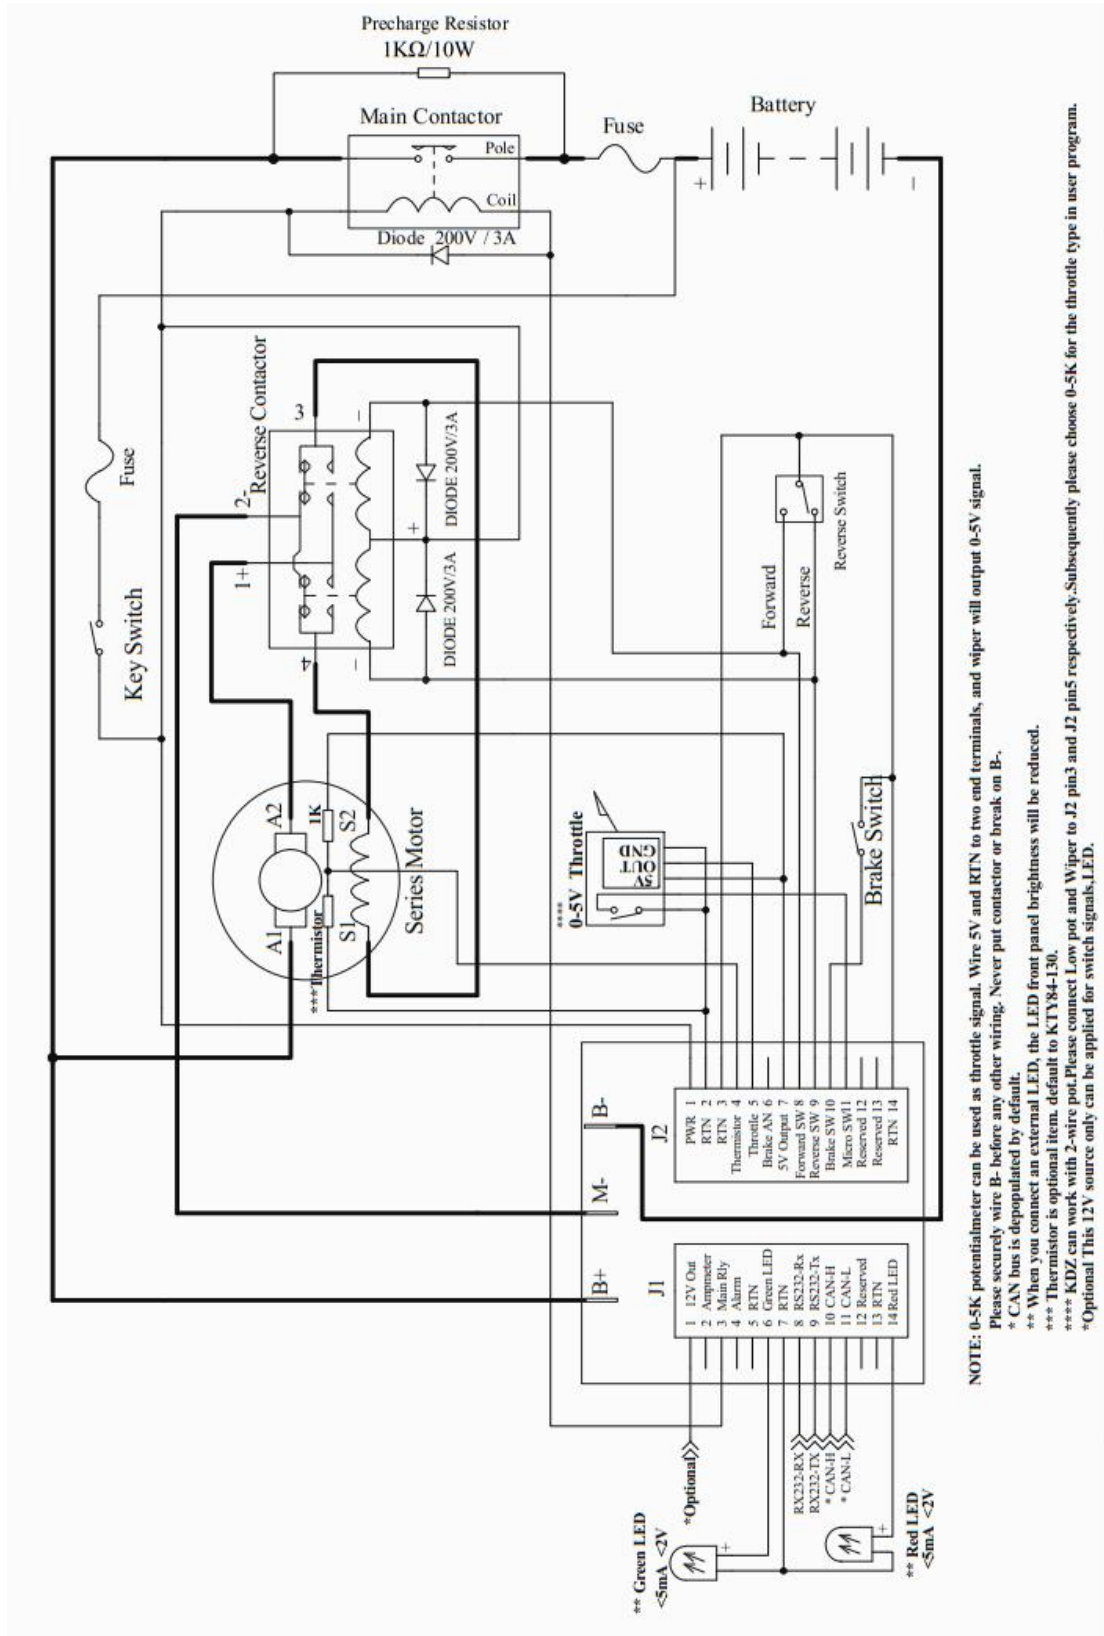 Precharge Resistor
1KΩ/10W
Main Contactor
Pole
Coil
Diode 200V / 3A
Fuse
Battery
+
−
Fuse
Key Switch
Reverse Contactor
3
2-
1+
4
−
+
−
DIODE 200V/3A
DIODE 200V/3A
Forward
Reverse
Reverse Switch
A2
1K
S2
A1
***Thermistor
S1
Series Motor
****
0-5V Throttle
GND
OUT
5V
Brake Switch
B-
M-
B+
J2
PWR 1
RTN 2
RTN 3
Thermistor 4
Throttle 5
Brake AN 6
5V Output 7
Forward SW 8
Reverse SW 9
Brake SW10
Micro SW11
Reserved 12
Reserved 13
RTN 14
J1
1 12V Out
2 Ampmeter
3 Main Rly
4 Alarm
5 RTN
6 Green LED
7 RTN
8 RS232-Rx
9 RS232-Tx
10 CAN-H
11 CAN-L
12 Reserved
13 RTN
14 Red LED
*Optional
RX232-RX
RX232-TX
* CAN-H
* CAN-L
** Green LED
<5mA <2V
+
** Red LED
<5mA <2V
+
NOTE: 0-5K potentialmeter can be used as throttle signal. Wire 5V and RTN to two end terminals, and wiper will output 0-5V signal.
Please securely wire B- before any other wiring. Never put contactor or break on B-.
* CAN bus is depopulated by default.
** When you connect an external LED, the LED front panel brightness will be reduced.
*** Thermistor is optional item. default to KTY84-130.
**** KDZ can work with 2-wire pot.Please connect Low pot and Wiper to J2 pin3 and J2 pin5 respectively.Subsequently please choose 0-5K for the throttle type in user program.
*Optional This 12V source only can be applied for switch signals,LED.